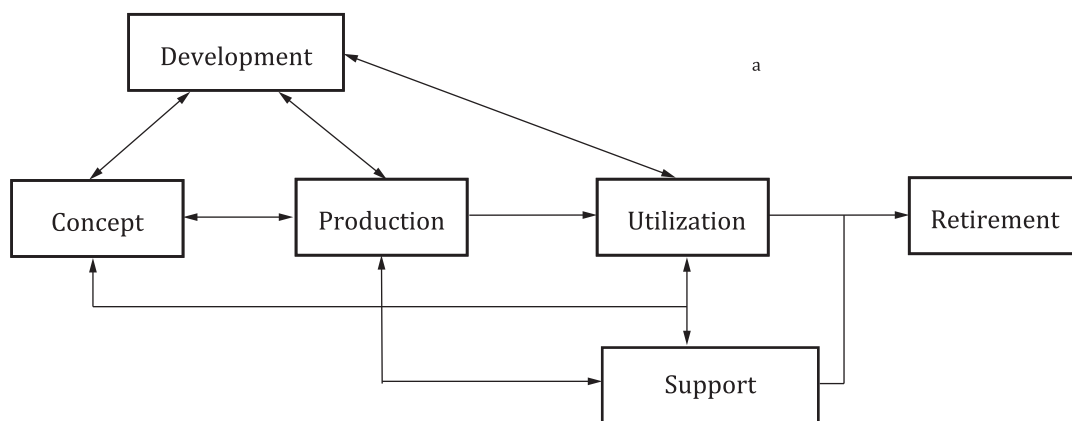 Development
a
Concept
Production
Utilization
Retirement
Support